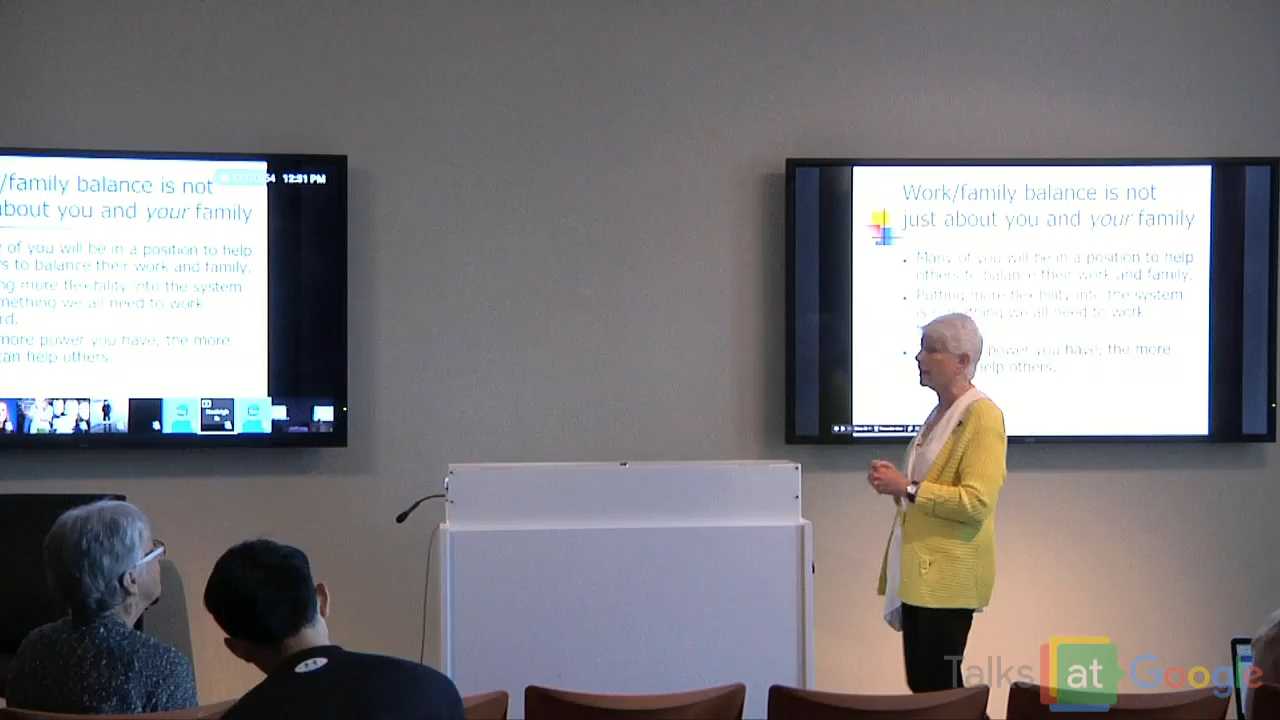 /family balance is not
about you and your family
of you will be in a position to help
to balance their work and family.
more flexibility into the system
we all need to work
more power you have, the more
can help others.
54 12:51 PM
Work/family balance is not
just about you and your family
Many of you will be in a position to help
others to balance their work and family.
Putting more flexibility into the system
is something we all need to work
power you have, the more
help others.
Talks at Google